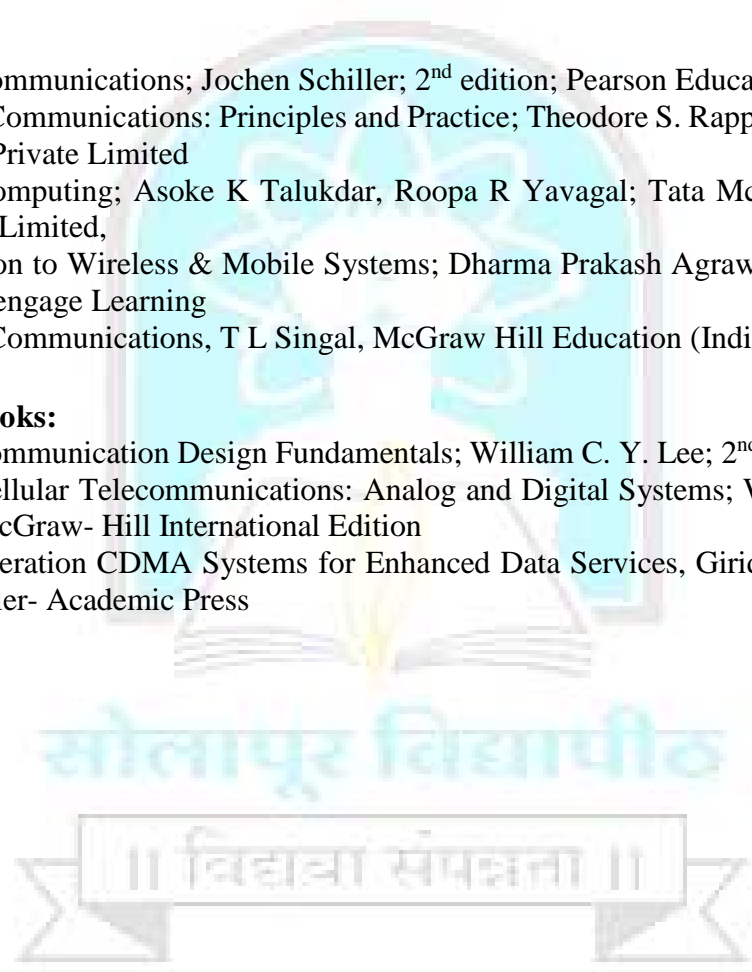 ommunications; Jochen Schiller; 2nd edition; Pearson Educa
Communications: Principles and Practice; Theodore S. Rapp
Private Limited
omputing; Asoke K Talukdar, Roopa R Yavagal; Tata Mc
Limited,
on to Wireless & Mobile Systems; Dharma Prakash Agraw
engage Learning
Communications, T L Singal, McGraw Hill Education (Indi
ooks:
ommunication Design Fundamentals; William C. Y. Lee; 2nd
ellular Telecommunications: Analog and Digital Systems; W
cGraw- Hill International Edition
eration CDMA Systems for Enhanced Data Services, Girid
ier- Academic Press
सोलापूर विद्यापीठ
॥ विद्यया संपन्नता ॥